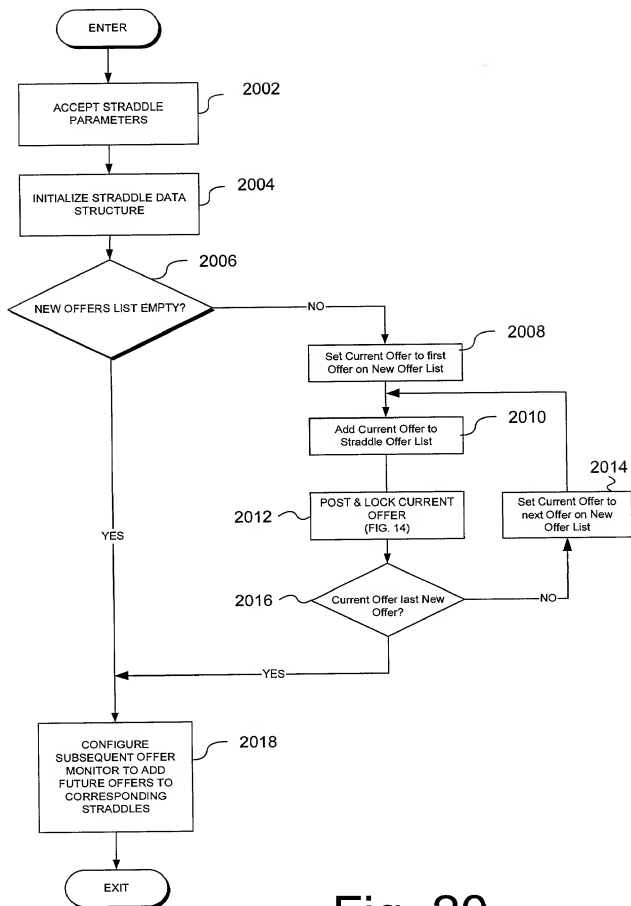 ENTER
ACCEPT STRADDLE
PARAMETERS
2002
INITIALIZE STRADDLE DATA
STRUCTURE
2004
NEW OFFERS LIST EMPTY?
2006
NO
Set Current Offer to first
Offer on New Offer List
2008
Add Current Offer to
Straddle Offer List
2010
POST & LOCK CURRENT
OFFER
(FIG. 14)
2012
Set Current Offer to
next Offer on New
Offer List
2014
YES
Current Offer last New
Offer?
2016
NO
YES
CONFIGURE
SUBSEQUENT OFFER
MONITOR TO ADD
FUTURE OFFERS TO
CORRESPONDING
STRADDLES
2018
EXIT
Fig. 20